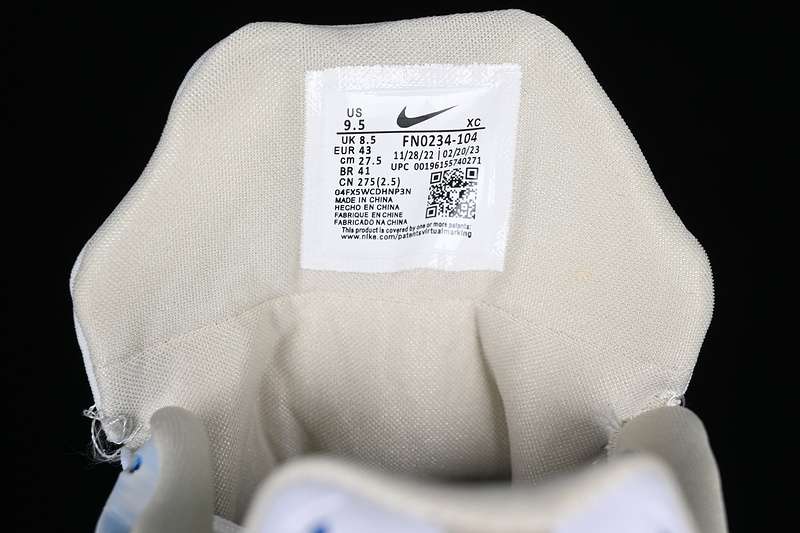 US
9.5 XC
UK 8.5 FN0234-104
EUR 43
cm 27.5 11/28/22 | 02/20/23
BR 41 UPC 00196155740271
CN 275(2.5)
04FX5WCDHNP3N
MADE IN CHINA
HECHO EN CHINA
FABRIQUE EN CHINE
FABRICADO NA CHINA
This product is covered by one or more patents:
www.nike.com/patentsvirtualmarking